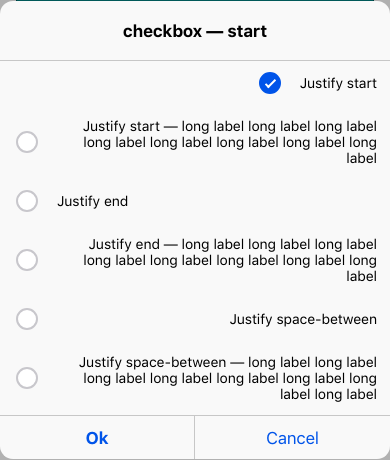 checkbox — start
Justify start
Justify start — long label long label long label
long label long label long label long label long
label
Justify end
Justify end — long label long label long label
long label long label long label long label long
label
Justify space-between
Justify space-between — long label long label
long label long label long label long label long
label long label
Ok
Cancel